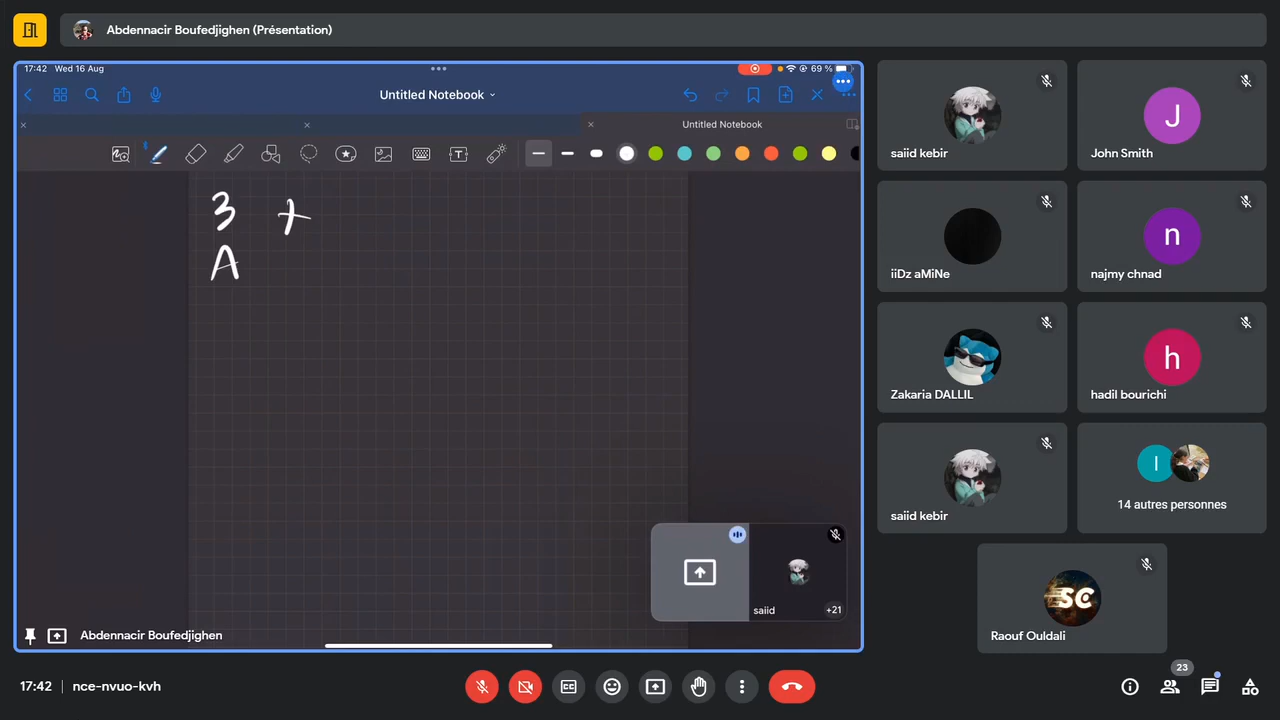 Abdennacir Boufedjighen (Présentation)
17:42 Wed 16 Aug
69 %
Untitled Notebook
Untitled Notebook
T
3 +
A
saiid
+21
Abdennacir Boufedjighen
saiid kebir
J
John Smith
iiDz aMiNe
n
najmy chnad
Zakaria DALLIL
h
hadil bourichi
saiid kebir
I
14 autres personnes
SC
Raouf Ouldali
17:42 | nce-nvuo-kvh
CC
23